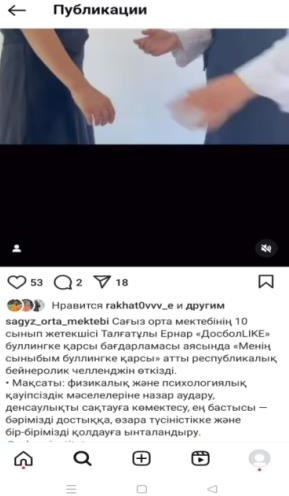 Публикации
53 2 18
Нравится rakhat0vvv_e и другим
sagyz_orta_mektebi Сағыз орта мектебінің 10
сынып жетекшісі Талғатұлы Ернар «ДосболLIKE»
буллингке қарсы бағдарламасы аясында «Менің
сыныбым буллингке қарсы» атты республикалық
бейнеролик челленджін өткізді.
• Мақсаты: физикалық және психологиялық
қауіпсіздік мәселелеріне назар аудару,
денсаулықты сақтауға көмектесу, ең бастысы —
бәрімізді достыққа, өзара түсіністікке және
бір-бірімізді қолдауға ынталандыру.